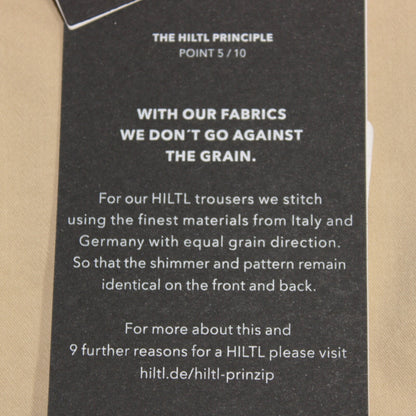 THE HILTL PRINCIPLE
POINT 5 / 10
WITH OUR FABRICS
WE DON´T GO AGAINST
THE GRAIN.
For our HILTL trousers we stitch
using the finest materials from Italy and
Germany with equal grain direction.
So that the shimmer and pattern remain
identical on the front and back.
For more about this and
9 further reasons for a HILTL please visit
hiltl.de/hiltl-prinzip